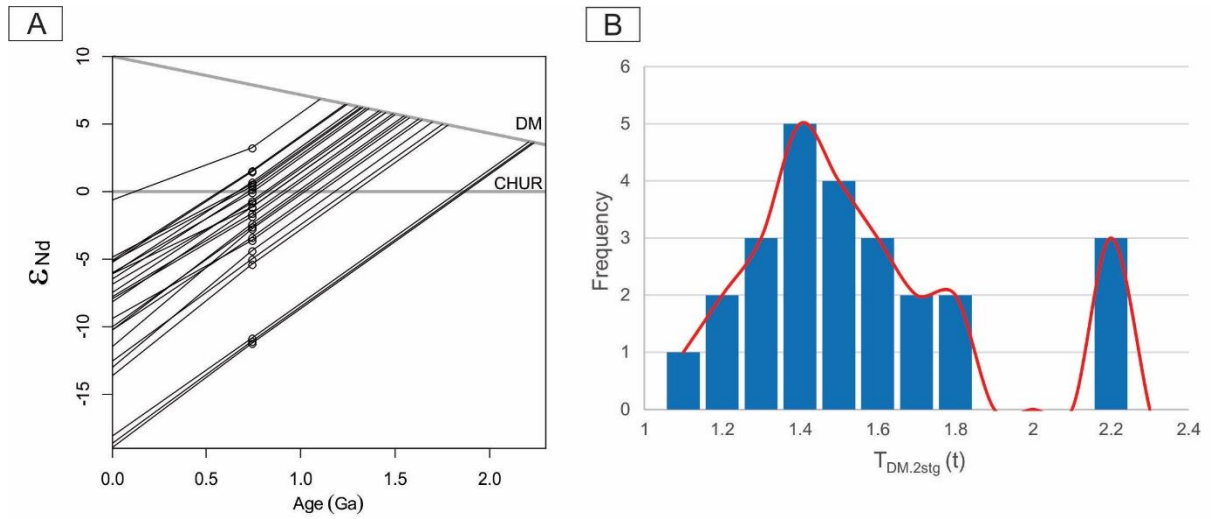 A
10
5
0
-5
-10
-15
εNd
DM
CHUR
0.0 0.5 1.0 1.5 2.0
Age (Ga)
B
6
5
4
3
2
1
0
Frequency
1 1.2 1.4 1.6 1.8 2 2.2 2.4
TDM.2stg (t)